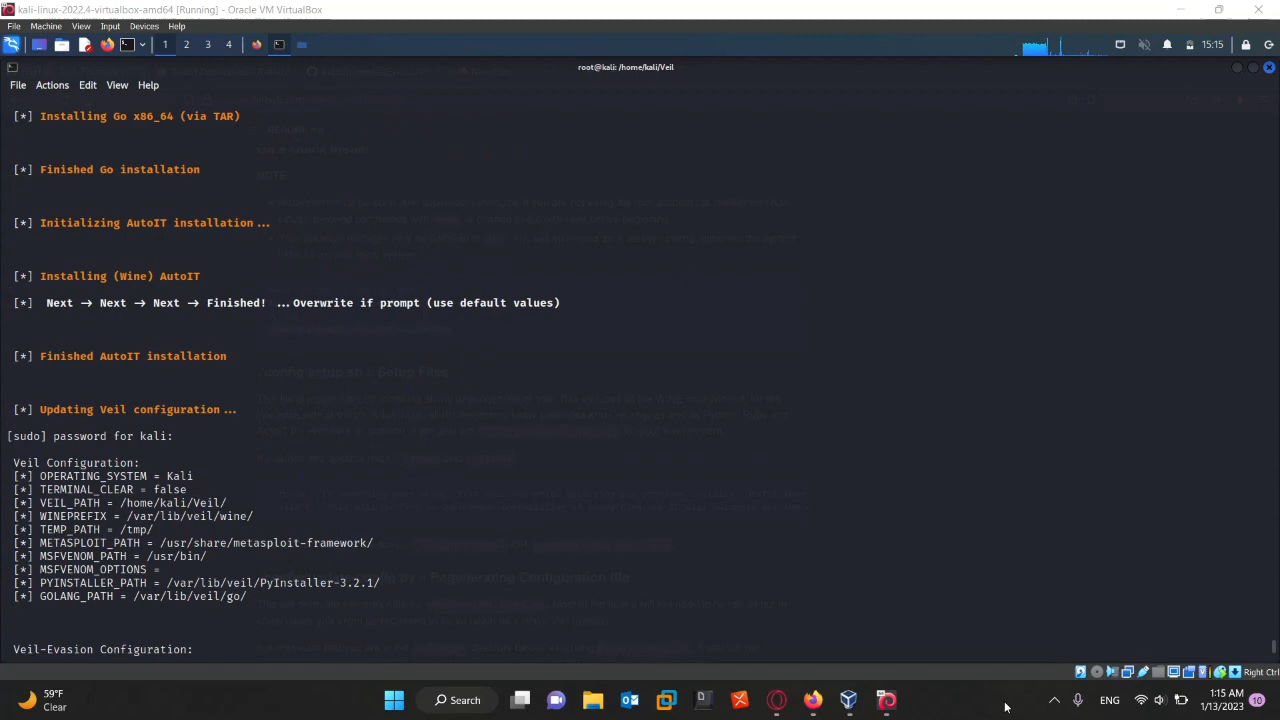 kali-linux-2022.4-virtualbox-amd64 [Running] - Oracle VM VirtualBox
File Machine View Input Devices Help
1 2 3 4 15:15
root@kali: /home/kali/Veil
File Actions Edit View Help
[*] Installing Go x86_64 (via TAR)
[*] Finished Go installation
[*] Initializing AutoIT installation...
[*] Installing (Wine) AutoIT
[*] Next → Next → Next → Finished! ...Overwrite if prompt (use default values)
[*] Finished AutoIT installation
[*] Updating Veil configuration...
[sudo] password for kali:
Veil Configuration:
[*] OPERATING_SYSTEM = Kali
[*] TERMINAL_CLEAR = false
[*] VEIL_PATH = /home/kali/Veil/
[*] WINEPREFIX = /var/lib/veil/wine/
[*] TEMP_PATH = /tmp/
[*] METASPLOIT_PATH = /usr/share/metasploit-framework/
[*] MSFVENOM_PATH = /usr/bin/
[*] MSFVENOM_OPTIONS =
[*] PYINSTALLER_PATH = /var/lib/veil/PyInstaller-3.2.1/
[*] GOLANG_PATH = /var/lib/veil/go/
Veil-Evasion Configuration:
Right Ctrl
59°F
Clear
Search
ENG
1:15 AM
1/13/2023
10